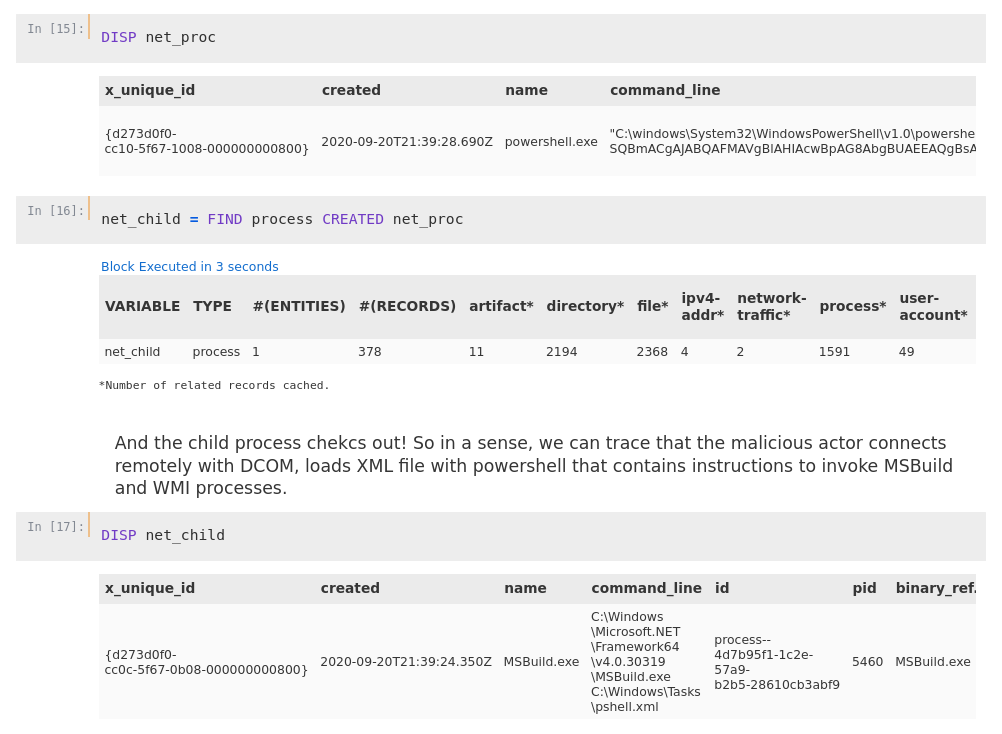 In [15]:
DISP net_proc
x_unique_id created name command_line
{d273d0f0-
cc10-5f67-1008-000000000800} 2020-09-20T21:39:28.690Z powershell.exe "C:\windows\System32\WindowsPowerShell\v1.0\powershe
SQBmACgAJABQAFMAVgBlAHIAcwBpAG8AbgBUAEEAQgBsA
In [16]:
net_child = FIND process CREATED net_proc
Block Executed in 3 seconds
VARIABLE TYPE #(ENTITIES) #(RECORDS) artifact* directory* file* ipv4-addr* network-traffic* process* user-account*
net_child process 1 378 11 2194 2368 4 2 1591 49
*Number of related records cached.
And the child process chekcs out! So in a sense, we can trace that the malicious actor connects
remotely with DCOM, loads XML file with powershell that contains instructions to invoke MSBuild
and WMI processes.
In [17]:
DISP net_child
x_unique_id created name command_line id pid binary_ref.
{d273d0f0-
cc0c-5f67-0b08-000000000800}
2020-09-20T21:39:24.350Z
MSBuild.exe
C:\Windows
\Microsoft.NET
\Framework64
\v4.0.30319
\MSBuild.exe
C:\Windows\Tasks
\pshell.xml
process--
4d7b95f1-1c2e-
57a9-
b2b5-28610cb3abf9
5460
MSBuild.exe